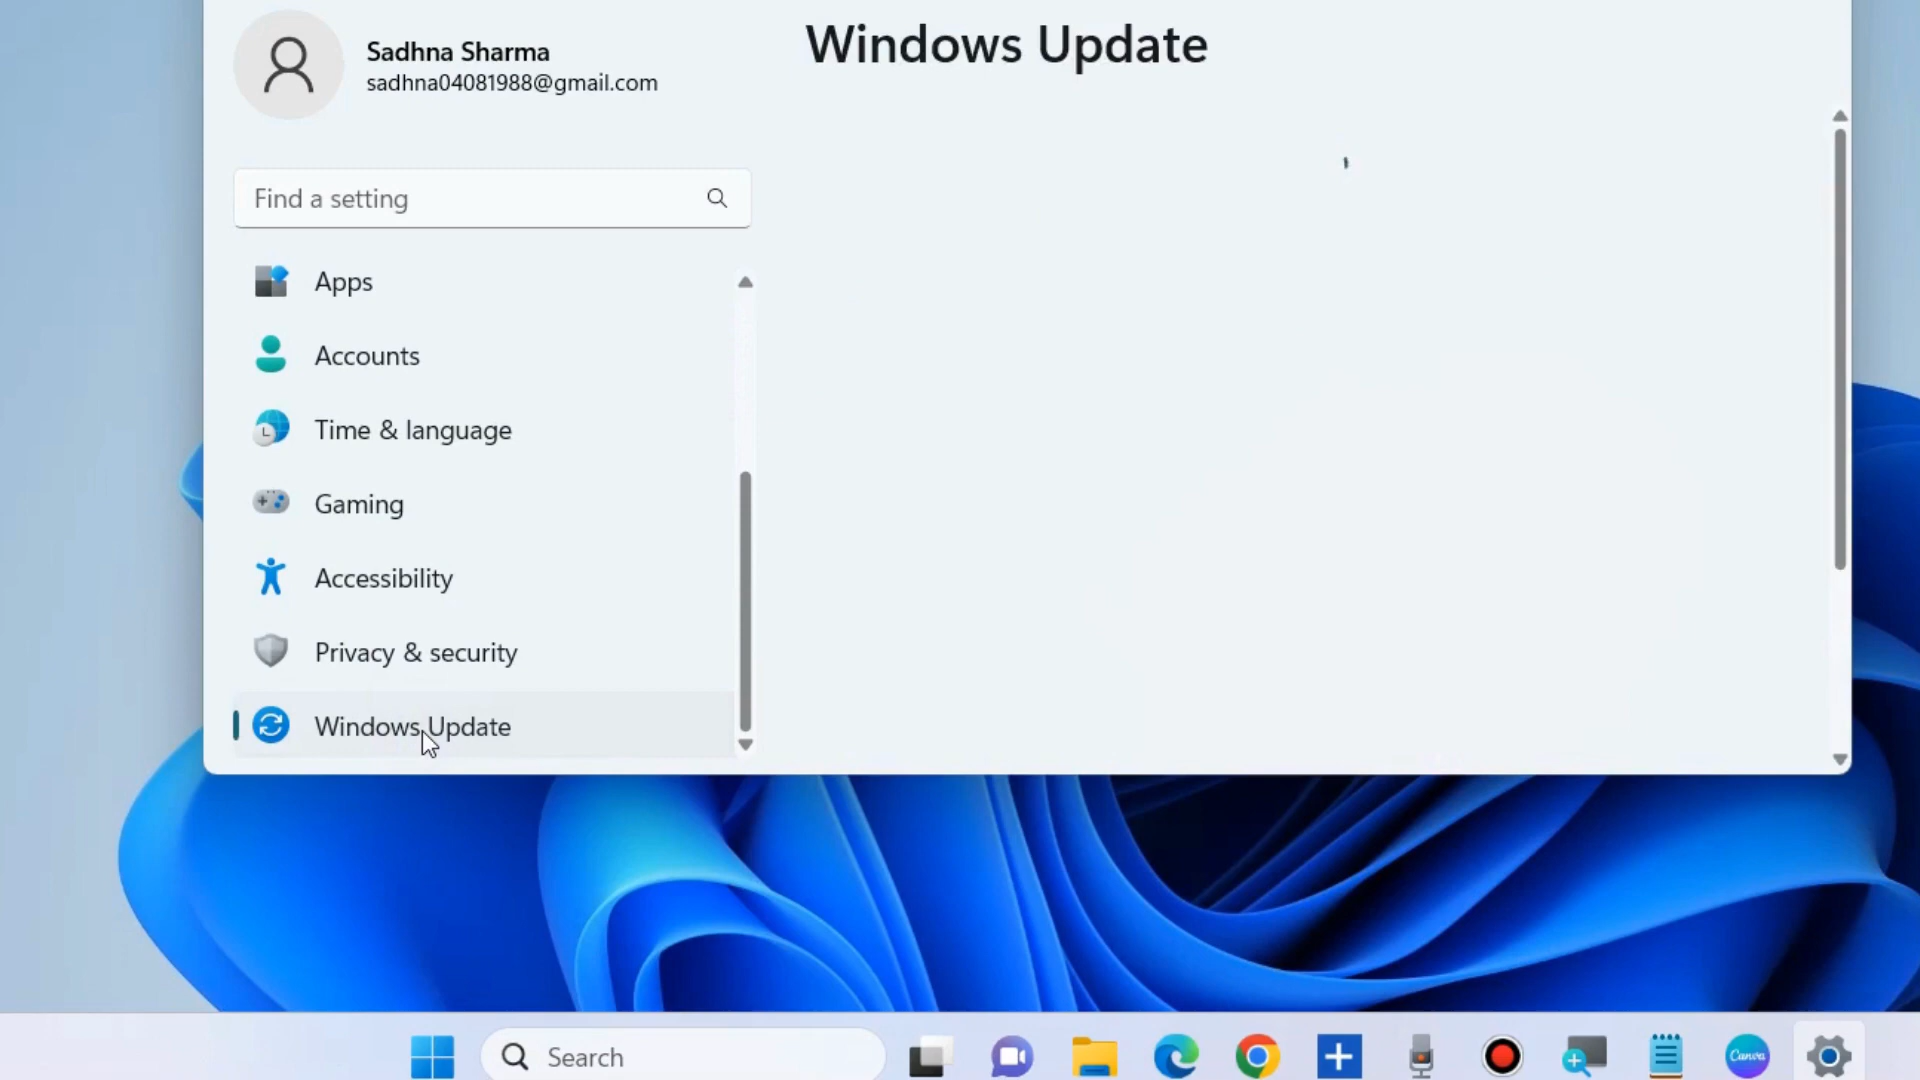 Sadhna Sharma
sadhna04081988@gmail.com
Windows Update
Find a setting
Apps
Accounts
Time & language
Gaming
Accessibility
Privacy & security
Windows Update
Search
Canva